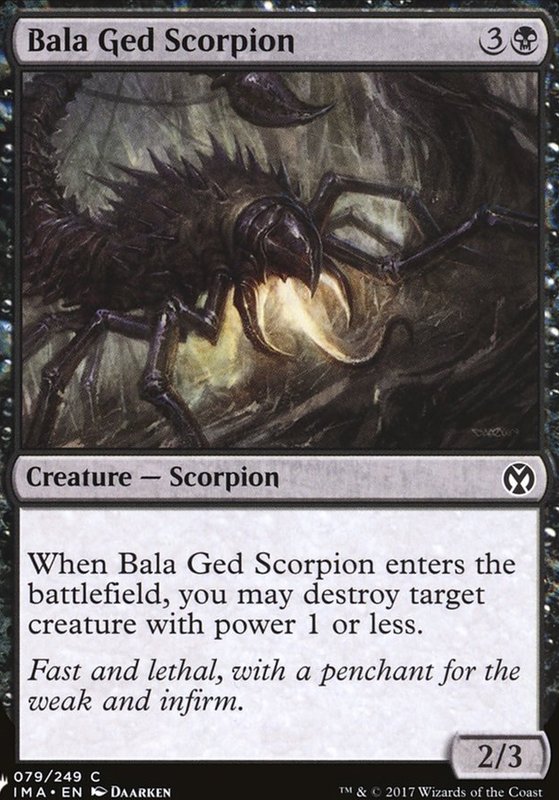 Bala Ged Scorpion 3
Creature — Scorpion
When Bala Ged Scorpion enters the
battlefield, you may destroy target
creature with power 1 or less.
Fast and lethal, with a penchant for the
weak and infirm.
2/3
079/249 C
IMA • EN DAARKEN
™ & © 2017 Wizards of the Coast